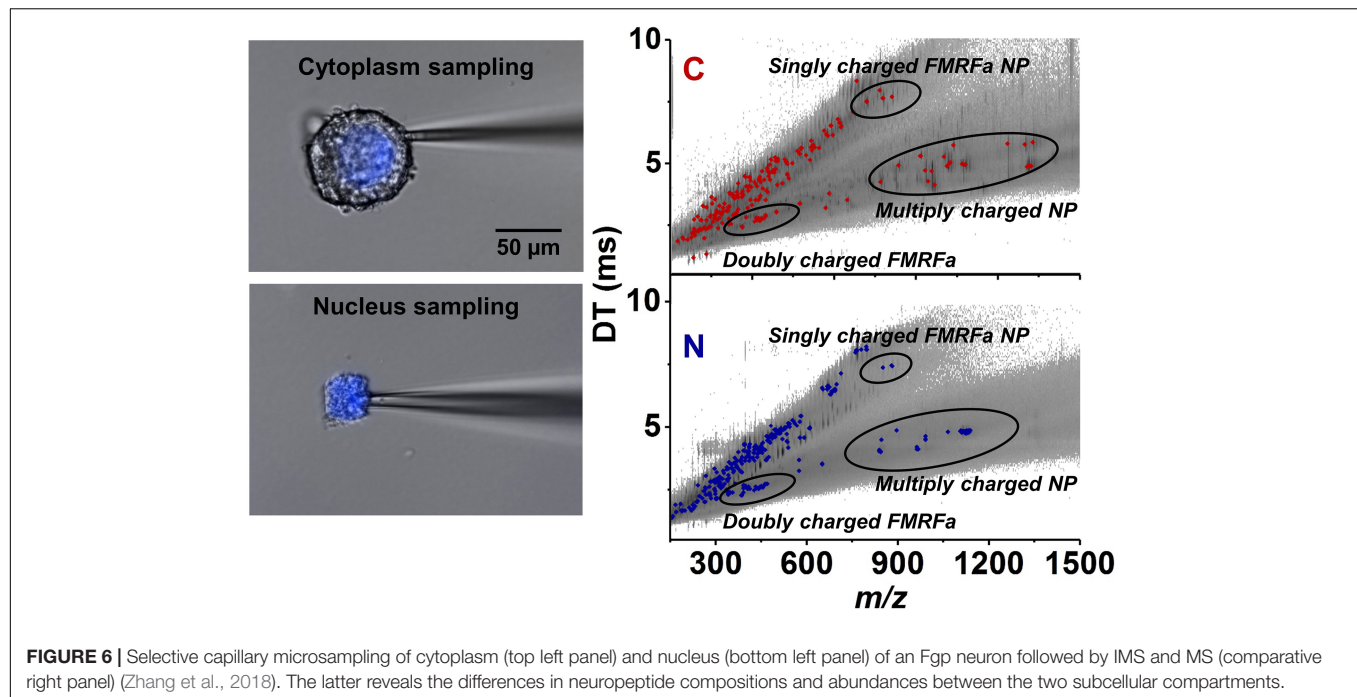 Cytoplasm sampling
50 µm
Nucleus sampling
DT (ms)
10
5
C
Singly charged FMRFa NP
Multiply charged NP
Doubly charged FMRFa
10
5
N
Singly charged FMRFa NP
Multiply charged NP
Doubly charged FMRFa
300 600 900 1200 1500
m/z
FIGURE 6 | Selective capillary microsampling of cytoplasm (top left panel) and nucleus (bottom left panel) of an Fgp neuron followed by IMS and MS (comparative
right panel) (Zhang et al., 2018). The latter reveals the differences in neuropeptide compositions and abundances between the two subcellular compartments.